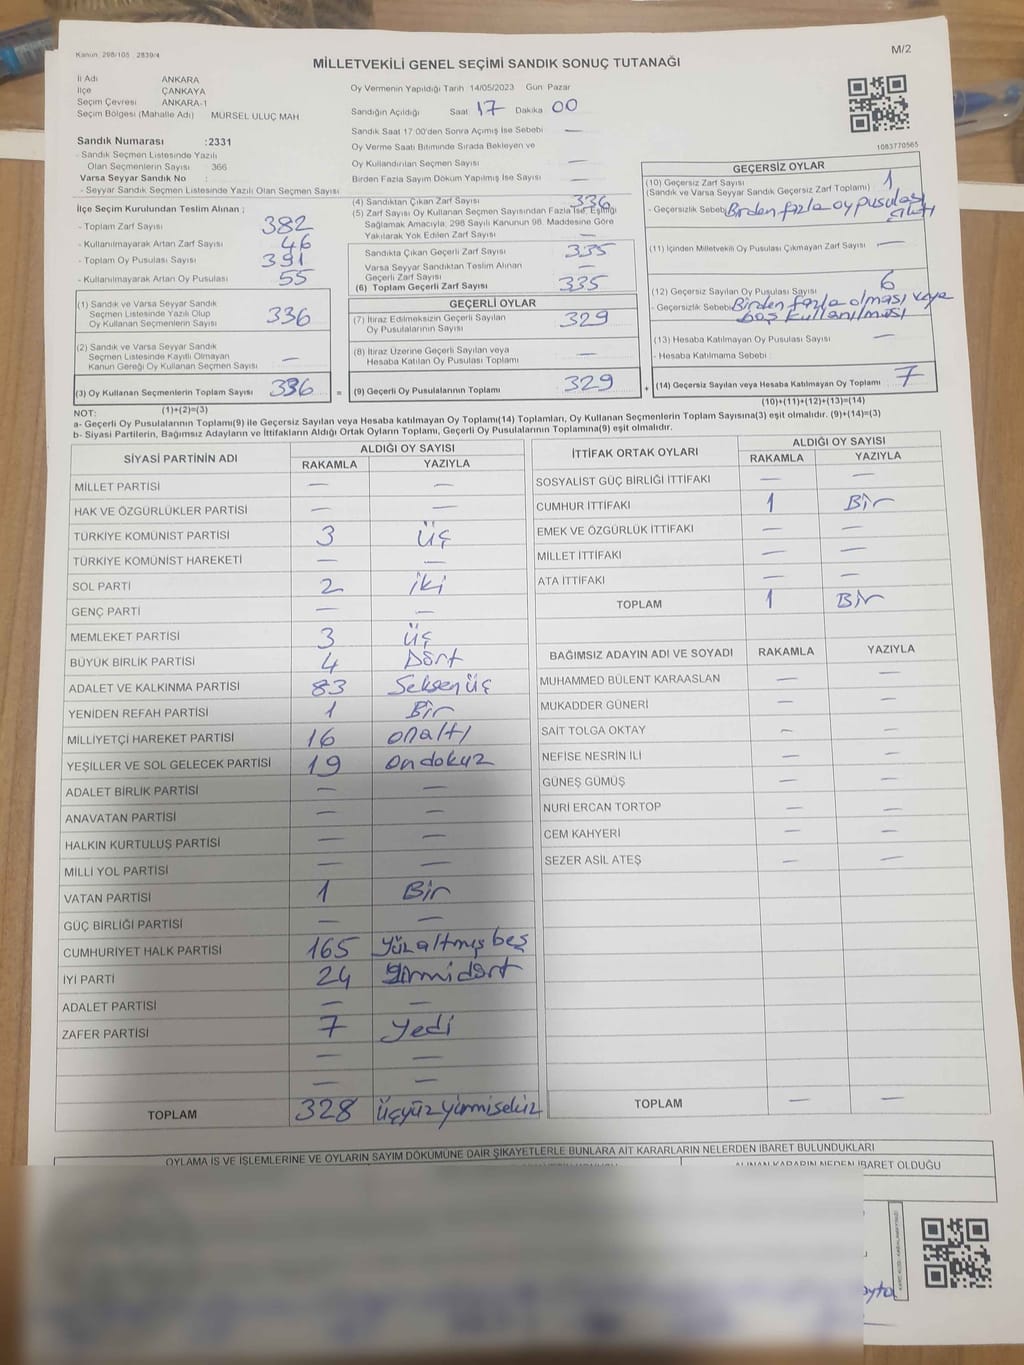 Kanun 298/105 2839/4
M/2
MİLLETVEKİLİ GENEL SEÇİMİ SANDIK SONUÇ TUTANAĞI
İl Adı ANKARA
İlçe ÇANKAYA
Seçim Çevresi ANKARA-1
Seçim Bölgesi (Mahalle Adı) MÜRSEL ULUÇ MAH
Sandık Numarası :2331
- Sandık Seçmen Listesinde Yazılı
Olan Seçmenlerin Sayısı 366
Varsa Seyyar Sandık No :
- Seyyar Sandık Seçmen Listesinde Yazılı Olan Seçmen Sayısı
Oy Vermenin Yapıldığı Tarih 14/05/2023 Gün Pazar
Sandığın Açıldığı Saat 17 Dakika 00
Sandık Saat 17:00'den Sonra Açımış İse Sebebi —
Oy Verme Saati Bitiminde Sırada Bekleyen ve
Oy Kullandırılan Seçmen Sayısı —
Birden Fazla Sayım Döküm Yapılmış İse Sayısı —
1083770565
İlçe Seçim Kurulundan Teslim Alınan ;
- Toplam Zarf Sayısı 382
- Kullanılmayarak Artan Zarf Sayısı 46
- Toplam Oy Pusulası Sayısı 391
- Kullanılmayarak Artan Oy Pusulası 55
(1) Sandık ve Varsa Seyyar Sandık
Seçmen Listesinde Yazılı Olup
Oy Kullanan Seçmenlerin Sayısı 336
(2) Sandık ve Varsa Seyyar Sandık
Seçmen Listesinde Kayıtlı Olmayan
Kanun Gereği Oy Kullanan Seçmen Sayısı —
(3) Oy Kullanan Seçmenlerin Toplam Sayısı 336 =
(1)+(2)=(3)
(4) Sandıktan Çıkan Zarf Sayısı 336
(5) Zarf Sayısı Oy Kullanan Seçmen Sayısından Fazla İse, Eşitliği
Sağlamak Amacıyla; 298 Sayılı Kanunun 98. Maddesine Göre
Yakılarak Yok Edilen Zarf Sayısı —
Sandıkta Çıkan Geçerli Zarf Sayısı 335
Varsa Seyyar Sandıktan Teslim Alınan
Geçerli Zarf Sayısı —
(6) Toplam Geçerli Zarf Sayısı 335
GEÇERLİ OYLAR
(7) İtiraz Edilmeksizin Geçerli Sayılan
Oy Pusulalarının Sayısı 329
(8) İtiraz Üzerine Geçerli Sayılan veya
Hesaba Katılan Oy Pusulası Toplamı —
(9) Geçerli Oy Pusulalarının Toplamı 329 +
GEÇERSİZ OYLAR
(10) Geçersiz Zarf Sayısı 1
(Sandık ve Varsa Seyyar Sandık Geçersiz Zarf Toplamı)
- Geçersizlik Sebebi Birden fazla oy pusulası
çıktı
(11) İçinden Milletvekili Oy Pusulası Çıkmayan Zarf Sayısı —
(12) Geçersiz Sayılan Oy Pusulası Sayısı 6
- Geçersizlik Sebebi Birden fazla olması veya
boş kullanılması
(13) Hesaba Katılmayan Oy Pusulası Sayısı —
- Hesaba Katılmama Sebebi
(14) Geçersiz Sayılan veya Hesaba Katılmayan Oy Toplamı 7
(10)+(11)+(12)+(13)=(14)
NOT:
a- Geçerli Oy Pusulalarının Toplamı(9) ile Geçersiz Sayılan veya Hesaba katılmayan Oy Toplamı(14) Toplamları, Oy Kullanan Seçmenlerin Toplam Sayısına(3) eşit olmalıdır. (9)+(14)=(3)
b- Siyasi Partilerin, Bağımsız Adayların ve İttifakların Aldığı Ortak Oyların Toplamı, Geçerli Oy Pusulalarının Toplamına(9) eşit olmalıdır.
SİYASİ PARTİNİN ADI ALDIĞI OY SAYISI
RAKAMLA YAZIYLA
MİLLET PARTİSİ — —
HAK VE ÖZGÜRLÜKLER PARTİSİ — —
TÜRKİYE KOMÜNİST PARTİSİ 3 üç
TÜRKİYE KOMÜNİST HAREKETİ — —
SOL PARTİ 2 iki
GENÇ PARTİ — —
MEMLEKET PARTİSİ 3 üç
BÜYÜK BİRLİK PARTİSİ 4 Dört
ADALET VE KALKINMA PARTİSİ 83 Seksenüç
YENİDEN REFAH PARTİSİ 1 Bir
MİLLİYETÇİ HAREKET PARTİSİ 16 onaltı
YEŞİLLER VE SOL GELECEK PARTİSİ 19 ondokuz
ADALET BİRLİK PARTİSİ — —
ANAVATAN PARTİSİ — —
HALKIN KURTULUŞ PARTİSİ — —
MİLLİ YOL PARTİSİ — —
VATAN PARTİSİ 1 Bir
GÜÇ BİRLİĞİ PARTİSİ — —
CUMHURİYET HALK PARTİSİ 165 Yüzaltmışbeş
İYİ PARTİ 24 yirmidört
ADALET PARTİSİ — —
ZAFER PARTİSİ 7 Yedi
— —
— —
TOPLAM 328 üçyüzyirmisekiz
İTTİFAK ORTAK OYLARI ALDIĞI OY SAYISI
RAKAMLA YAZIYLA
SOSYALİST GÜÇ BİRLİĞİ İTTİFAKI — —
CUMHUR İTTİFAKI 1 Bir
EMEK VE ÖZGÜRLÜK İTTİFAKI — —
MİLLET İTTİFAKI — —
ATA İTTİFAKI — —
TOPLAM 1 Bir
BAĞIMSIZ ADAYIN ADI VE SOYADI RAKAMLA YAZIYLA
MUHAMMED BÜLENT KARAASLAN — —
MUKADDER GÜNERİ — —
SAİT TOLGA OKTAY — —
NEFİSE NESRİN İLİ — —
GÜNEŞ GÜMÜŞ — —
NURİ ERCAN TORTOP — —
CEM KAHYERİ — —
SEZER ASİL ATEŞ — —
TOPLAM — —
OYLAMA İŞ VE İŞLEMLERİNE VE OYLARIN SAYIM DÖKÜMÜNE DAİR ŞİKAYETLERLE BUNLARA AİT KARARLARIN NELERDEN İBARET BULUNDUKLARI
ALINAN KARARIN NEDEN İBARET OLDUĞU